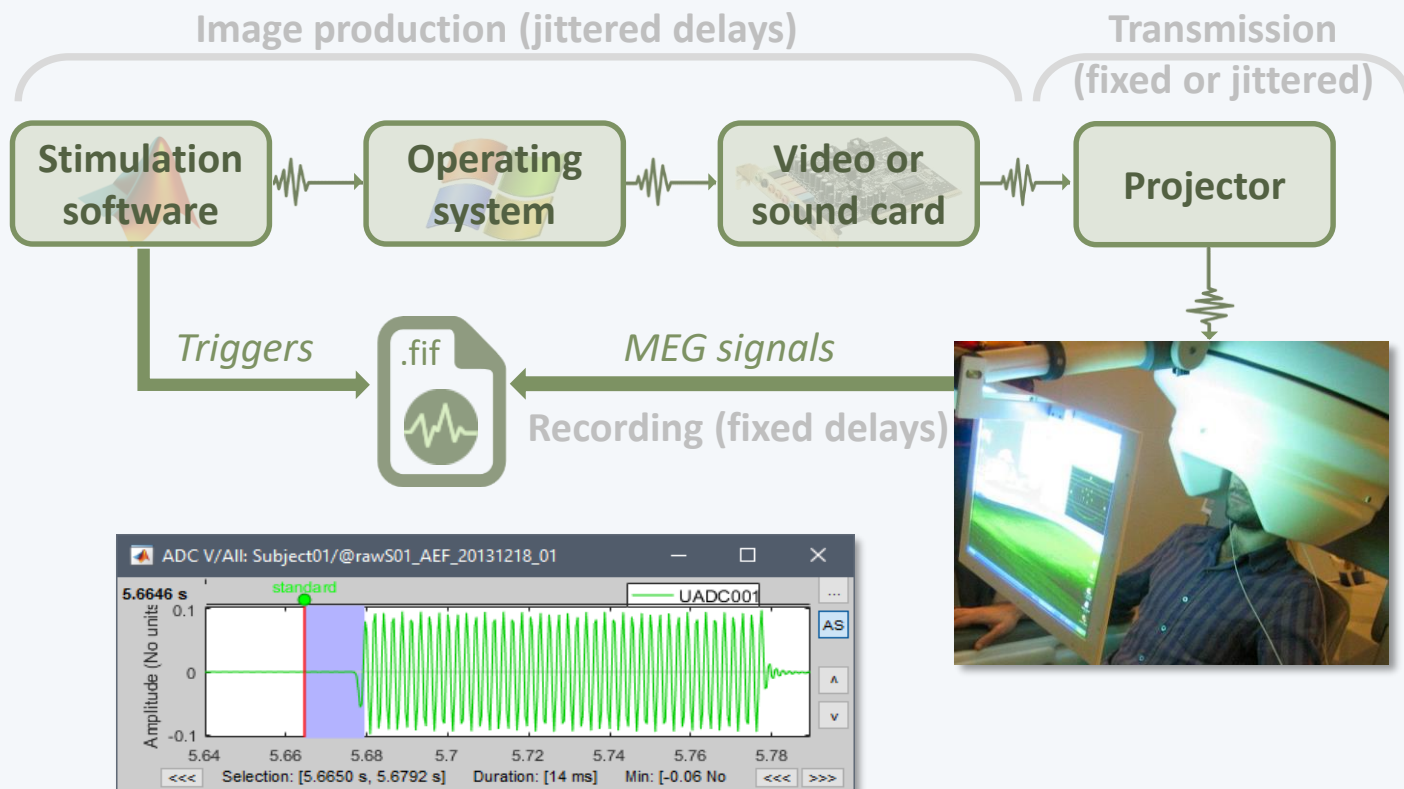 Image production (jittered delays)
Transmission
(fixed or jittered)
Stimulation
software
Operating
system
Video or
sound card
Projector
Triggers
.fif
MEG signals
Recording (fixed delays)
ADC V/All: Subject01/@rawS01_AEF_20131218_01
5.6646 s
standard
UADC001
...
AS
Amplitude (No units
0.1
0
-0.1
^
v
5.64 5.66 5.68 5.7 5.72 5.74 5.76 5.78
<<< Selection: [5.6650 s, 5.6792 s] Duration: [14 ms] Min: [-0.06 No <<< >>>